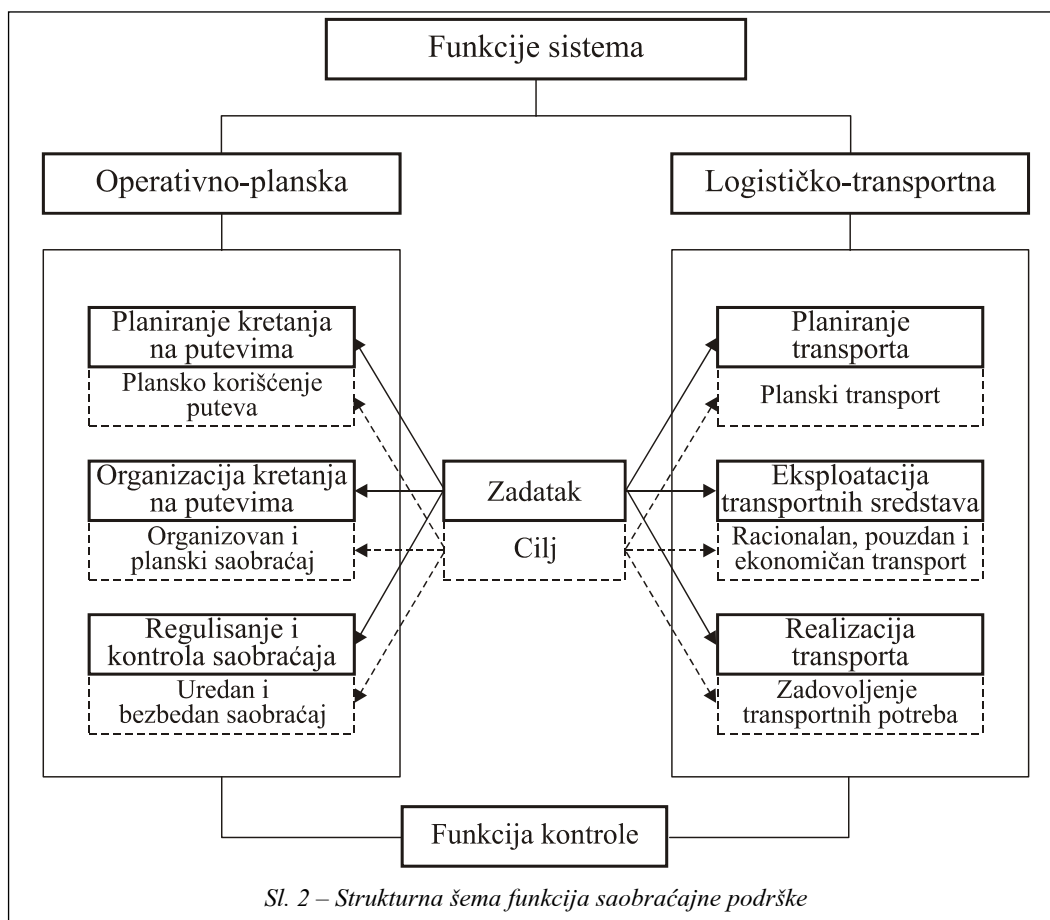 Funkcije sistema
Operativno-planska
Logističko-transportna
Planiranje kretanja
na putevima
Plansko korišćenje
puteva
Organizacija kretanja
na putevima
Organizovan i
planski saobraćaj
Regulisanje i
kontrola saobraćaja
Uredan i
bezbedan saobraćaj
Zadatak
Cilj
Planiranje
transporta
Planski transport
Eksploatacija
transportnih sredstava
Racionalan, pouzdan i
ekonomičan transport
Realizacija
transporta
Zadovoljenje
transportnih potreba
Funkcija kontrole
Sl. 2 – Strukturna šema funkcija saobraćajne podrške